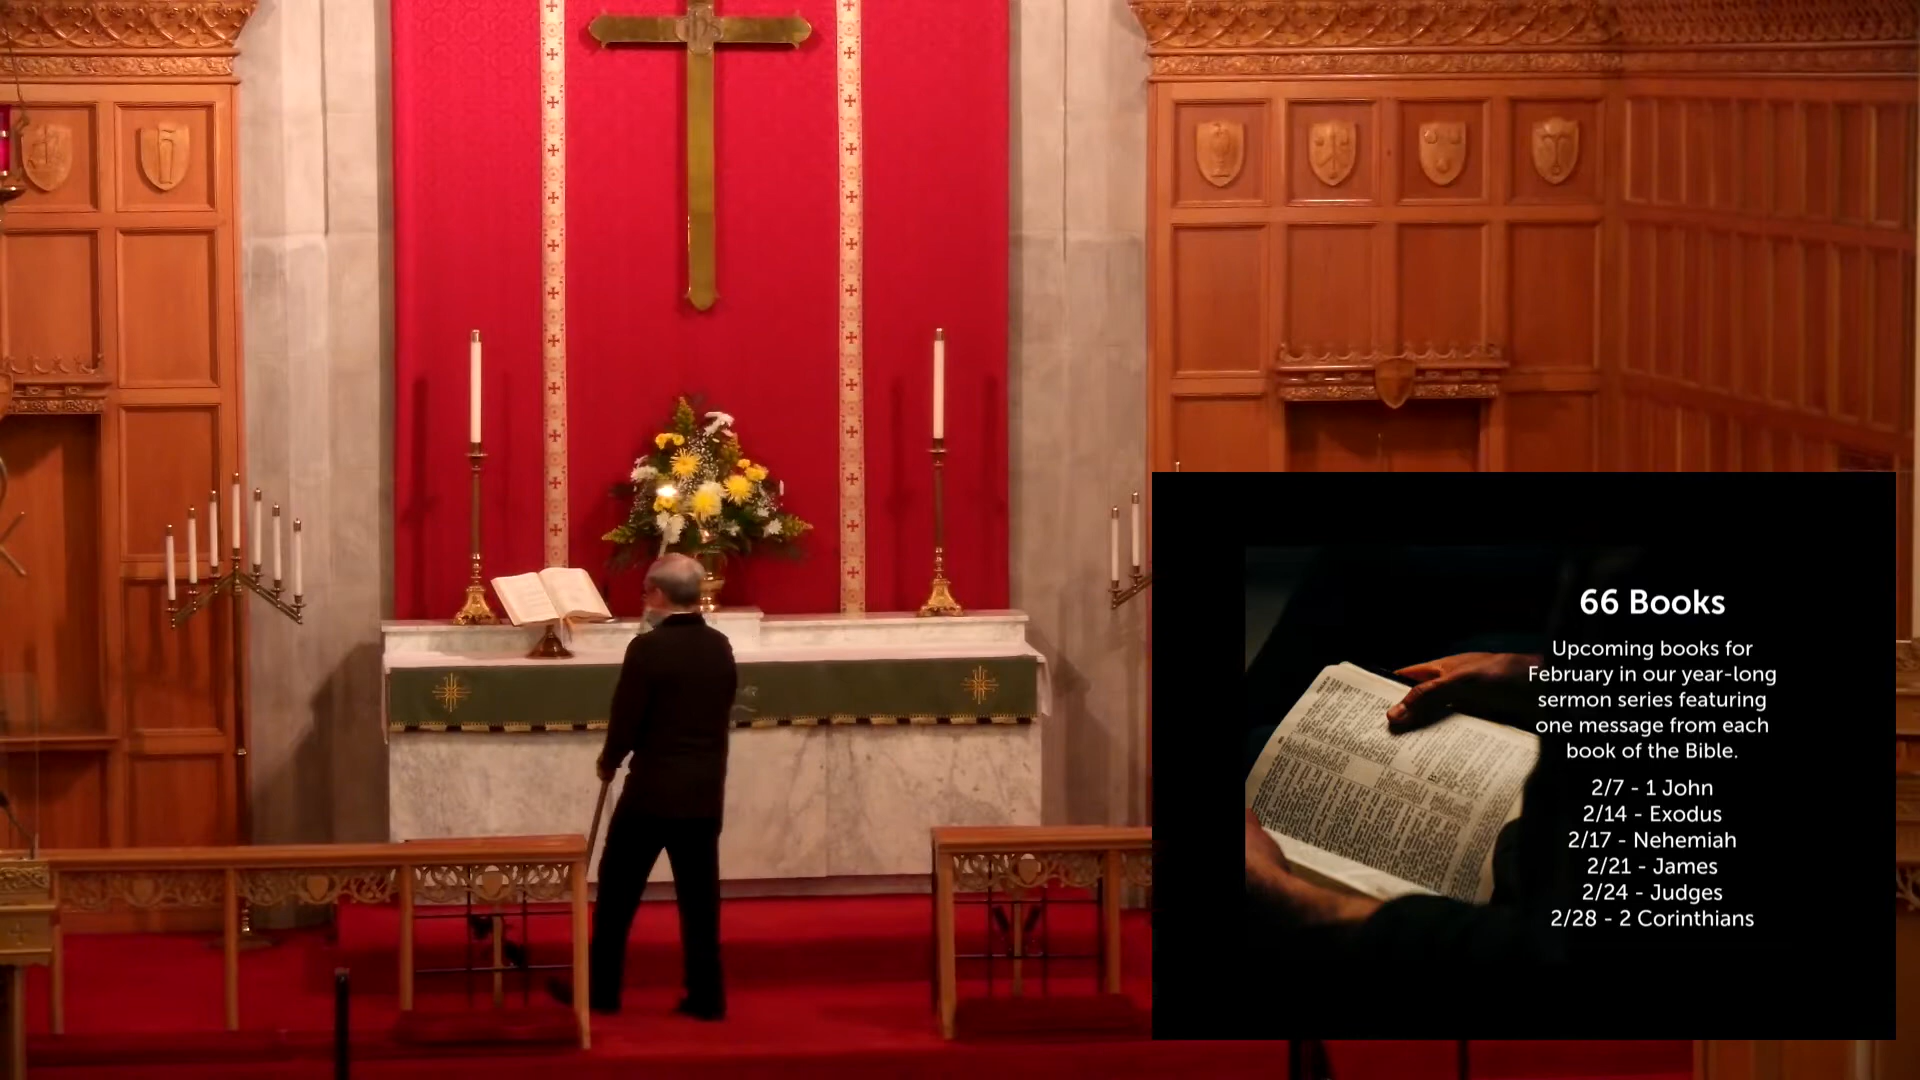 66 Books
Upcoming books for
February in our year-long
sermon series featuring
one message from each
book of the Bible.
2/7 - 1 John
2/14 - Exodus
2/17 - Nehemiah
2/21 - James
2/24 - Judges
2/28 - 2 Corinthians